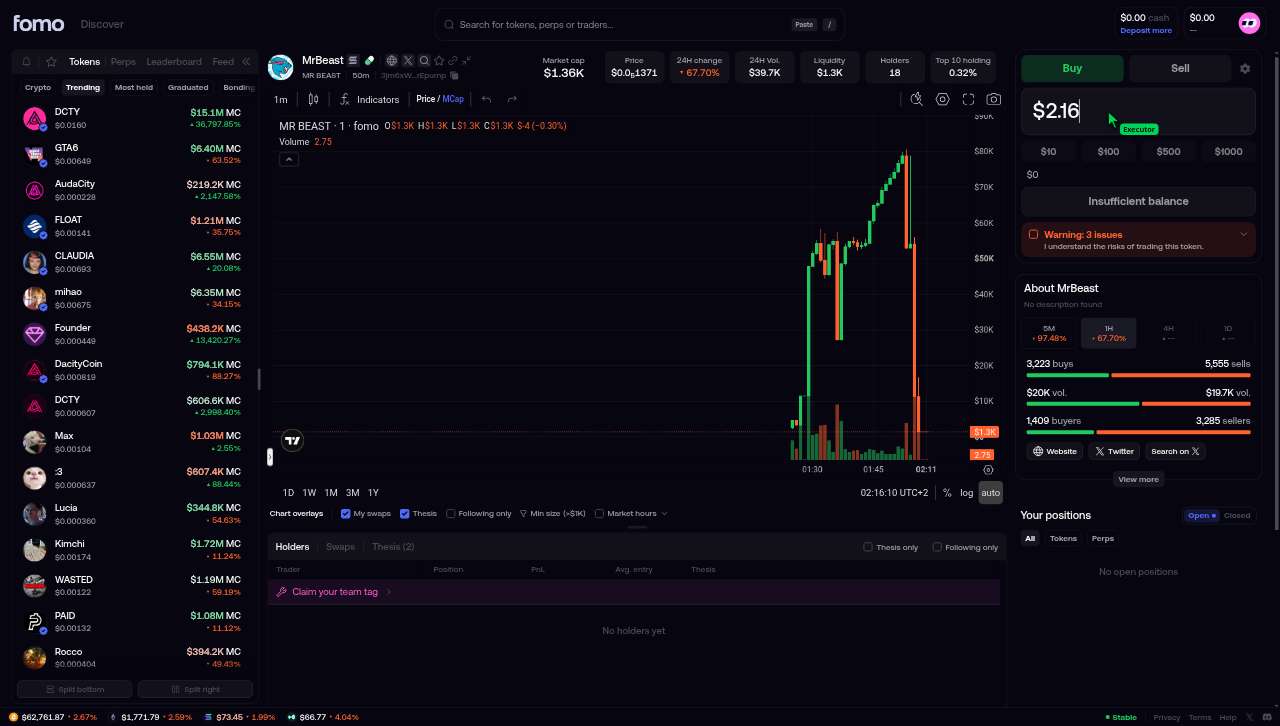 fomo
Discover
Search for tokens, perps or traders...
Paste
/
$0.00 cash
Deposit more
$0.00
—
Tokens Perps Leaderboard Feed
Crypto Trending Most held Graduated Bonding
DCTY $15.1M MC
$0.0160 36,797.85%
GTA6 $6.40M MC
$0.00649 63.52%
AudaCity $219.2K MC
$0.000228 2,147.58%
FLOAT $1.21M MC
$0.00141 35.75%
CLAUDIA $6.55M MC
$0.00693 20.08%
mihao $6.35M MC
$0.00675 34.15%
Founder $438.2K MC
$0.000449 13,420.27%
DacityCoin $794.1K MC
$0.000819 88.27%
DCTY $606.6K MC
$0.000607 2,998.40%
Max $1.03M MC
$0.00104 2.55%
:3 $607.4K MC
$0.000637 88.44%
Lucia $344.8K MC
$0.000360 54.63%
Kimchi $1.72M MC
$0.00174 11.24%
WASTED $1.19M MC
$0.00122 59.19%
PAID $1.08M MC
$0.00132 11.12%
Rocco $394.2K MC
$0.000404 49.43%
Split bottom Split right
MrBeast
MR BEAST 50m
Market cap
$1.36K
Price
$0.0₅1371
24H change
67.70%
24H Vol.
$39.7K
Liquidity
$1.3K
Holders
18
Top 10 holding
0.32%
1m Indicators Price / MCap
MR BEAST · 1 · fomo O$1.3K H$1.3K L$1.3K C$1.3K $-4 (−0.30%)
Volume 2.75
$90K
$80K
$70K
$60K
$50K
$40K
$30K
$20K
$10K
$1.3K
2.75
01:30 01:45 02:11
1D 1W 1M 3M 1Y
02:16:10 UTC+2 % log auto
Chart overlays My swaps Thesis Following only Min size (>$1K) Market hours
Holders Swaps Thesis (2) Thesis only Following only
Trader Position PnL Avg. entry Thesis
Claim your team tag
No holders yet
Buy Sell
$2.16
Executor
$10 $100 $500 $1000
$0
Insufficient balance
Warning: 3 issues
I understand the risks of trading this token.
About MrBeast
No description found
5M 1H 4H 1D
97.48% 67.70% — —
3,223 buys 5,555 sells
$20K vol. $19.7K vol.
1,409 buyers 3,285 sellers
Website Twitter Search on X
View more
Your positions Open Closed
All Tokens Perps
No open positions
$62,761.87 2.67% $1,771.79 2.59% $73.45 1.99% $66.77 4.04%
Stable Privacy Terms Help